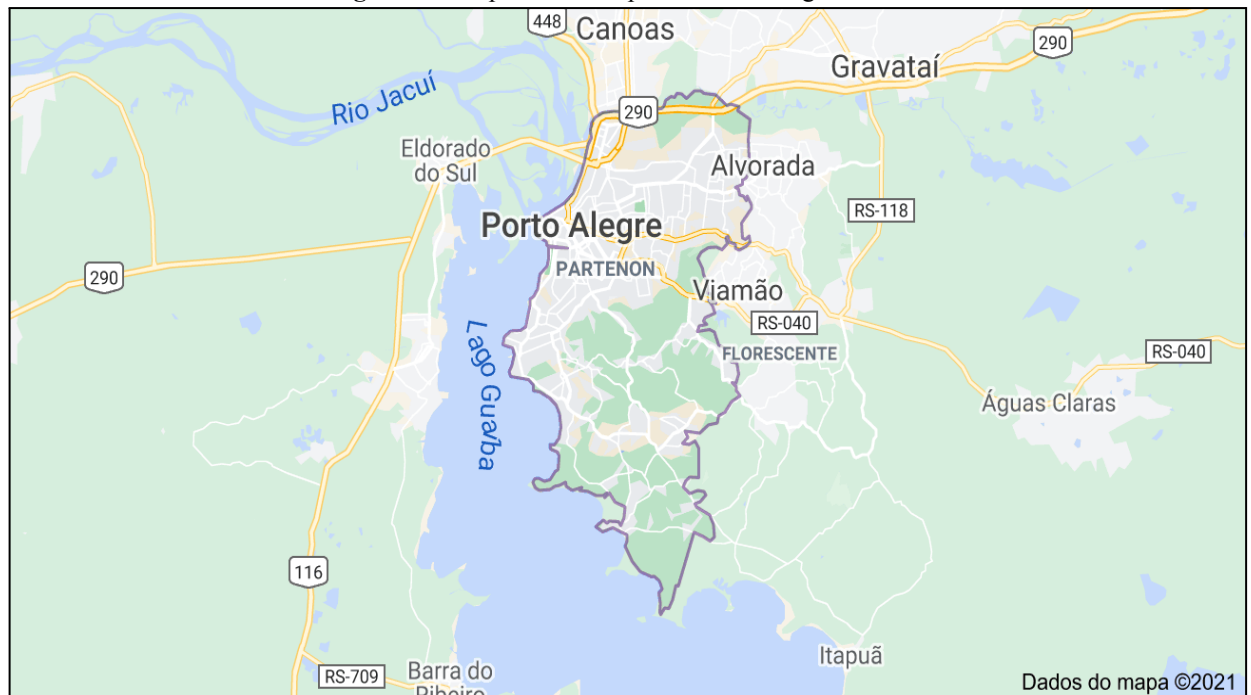 448
Canoas
290
Gravataí
Rio Jacuí
290
Eldorado
do Sul
Alvorada
RS-118
Porto Alegre
PARTENON
290
Viamão
RS-040
Lago Guaíba
FLORESCENTE
RS-040
Águas Claras
116
Itapuã
RS-709
Barra do
Ribeiro
Dados do mapa ©2021